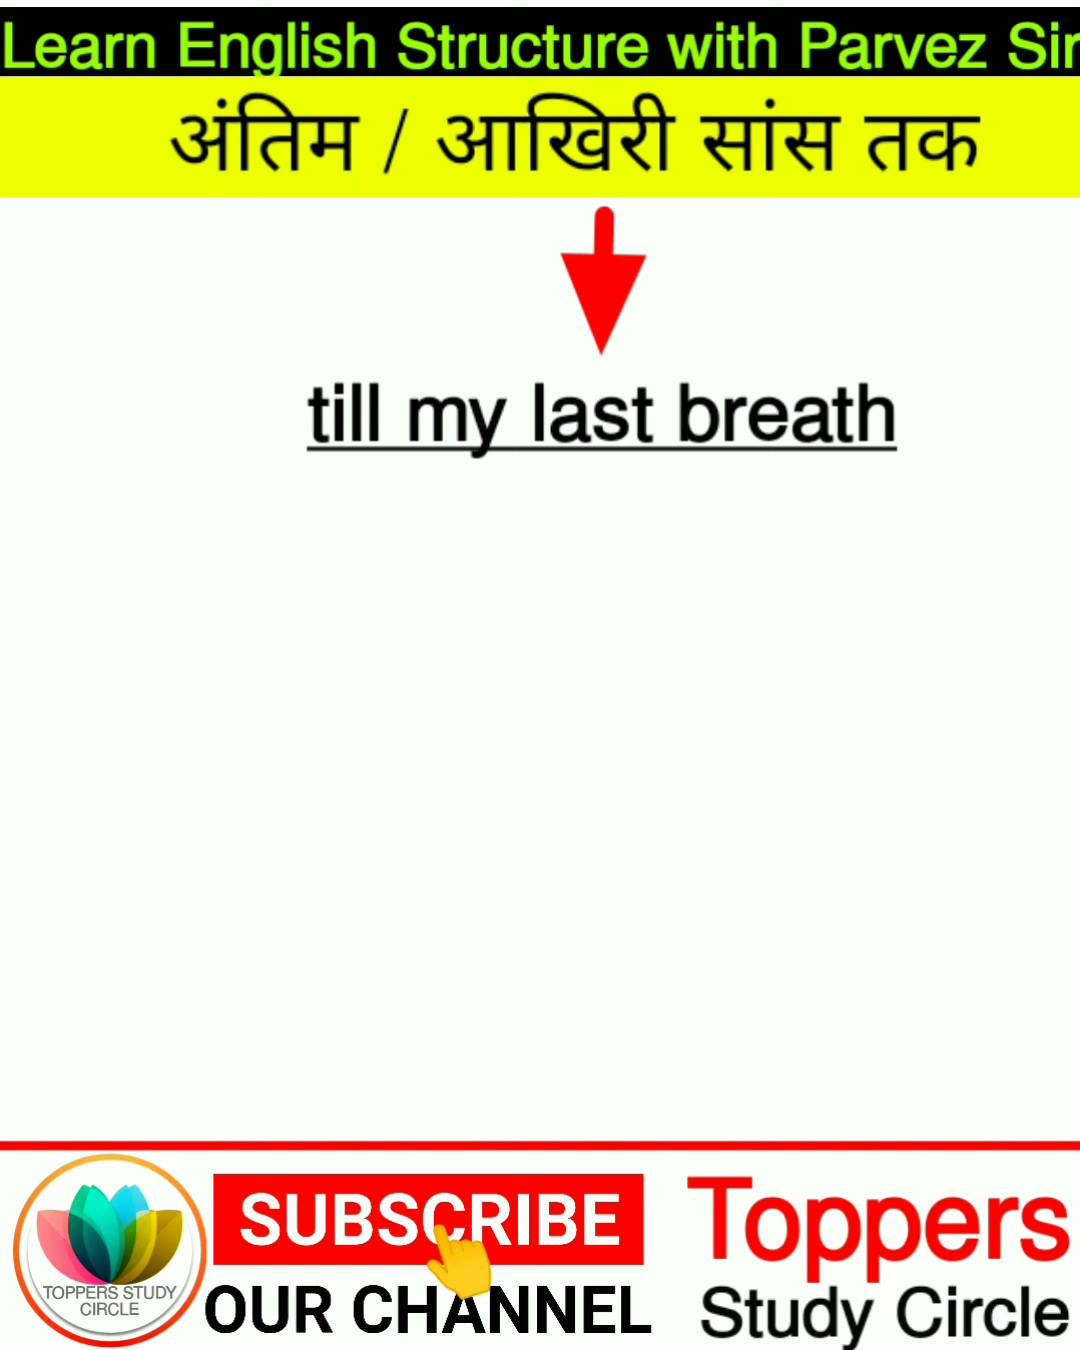 Learn English Structure with Parvez Sir
अंतिम / आखिरी सांस तक
till my last breath
TOPPERS STUDY
CIRCLE
SUBSCRIBE
OUR CHANNEL
Toppers
Study Circle